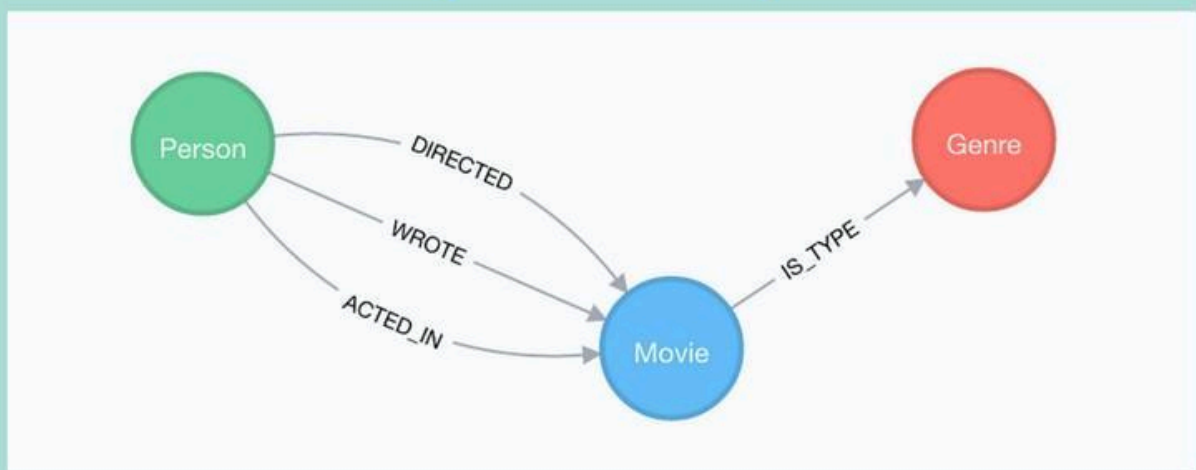 Person
DIRECTED
WROTE
ACTED_IN
Movie
IS_TYPE
Genre